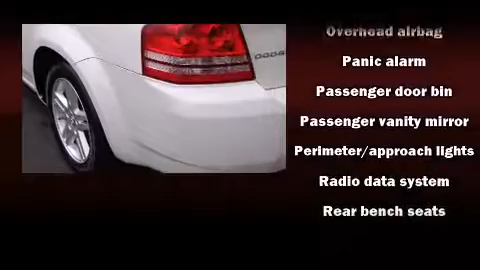 Overhead airbag
Panic alarm
Passenger door bin
Passenger vanity mirror
Perimeter/approach lights
Radio data system
Rear bench seats
DODGE